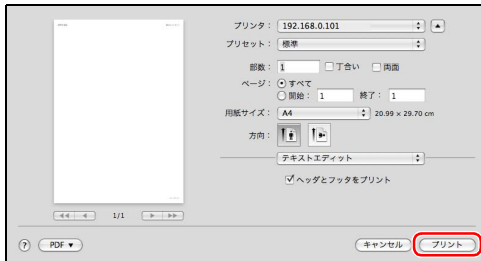 プリンタ： 192.168.0.101
プリセット： 標準
部数： 1 丁合い 両面
ページ： すべて
開始： 1 終了： 1
用紙サイズ： A4 20.99 × 29.70 cm
方向：
テキストエディット
ヘッダとフッタをプリント
1/1
? PDF▼ キャンセル プリント